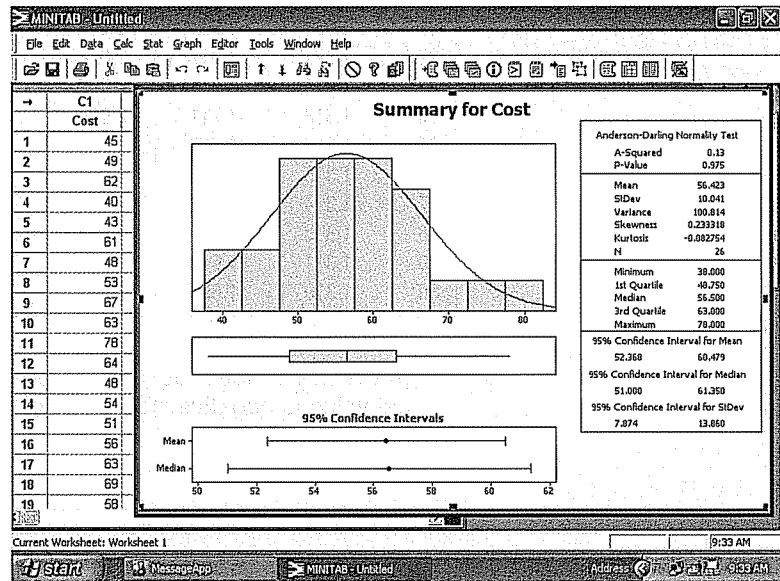 MINITAB - Untitled
File Edit Data Calc Stat Graph Editor Tools Window Help
→ C1
Cost
1 45
2 49
3 62
4 40
5 43
6 61
7 48
8 53
9 67
10 63
11 78
12 64
13 48
14 54
15 51
16 56
17 63
18 69
19 58
Summary for Cost
40 50 60 70 80
95% Confidence Intervals
Mean
Median
50 52 54 56 58 60 62
Anderson-Darling Normality Test
A-Squared 0.13
P-Value 0.975
Mean 56.423
StDev 10.041
Variance 100.814
Skewness 0.233318
Kurtosis -0.082754
N 26
Minimum 38.000
1st Quartile 48.750
Median 56.500
3rd Quartile 63.000
Maximum 78.000
95% Confidence Interval for Mean
52.368 60.479
95% Confidence Interval for Median
51.000 61.350
95% Confidence Interval for StDev
7.874 13.860
Current Worksheet: Worksheet 1 9:33 AM
start MessageApp MINITAB - Untitled Address 9:33 AM